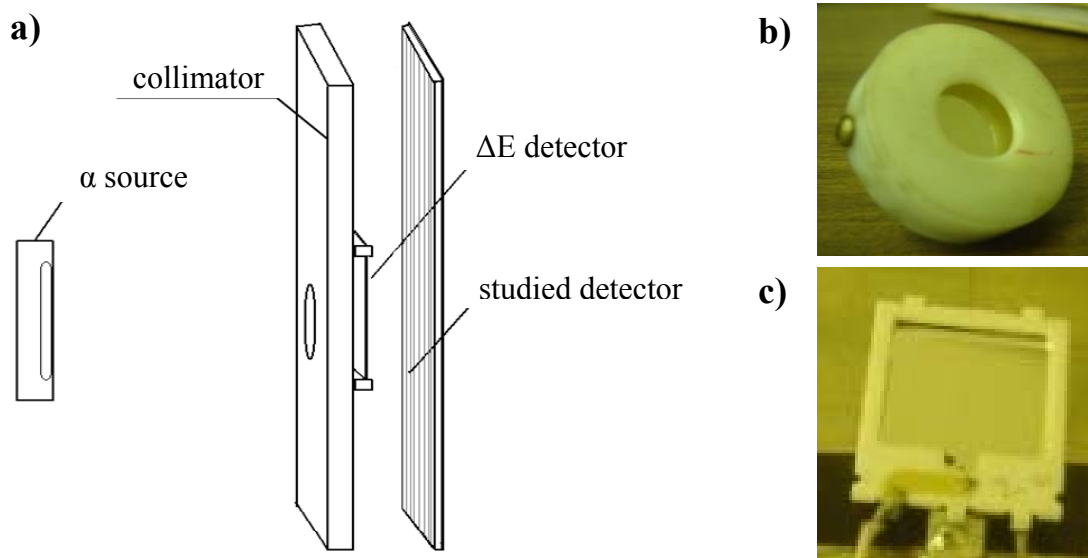 a)
collimator
α source
ΔE detector
studied detector
b)
c)